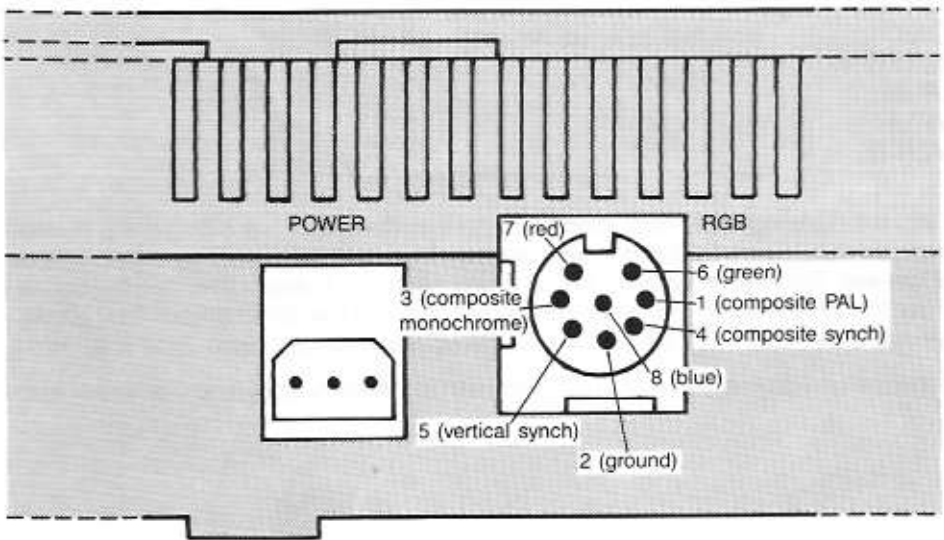 POWER
RGB
7 (red)
6 (green)
3 (composite
monochrome)
1 (composite PAL)
4 (composite synch)
8 (blue)
5 (vertical synch)
2 (ground)